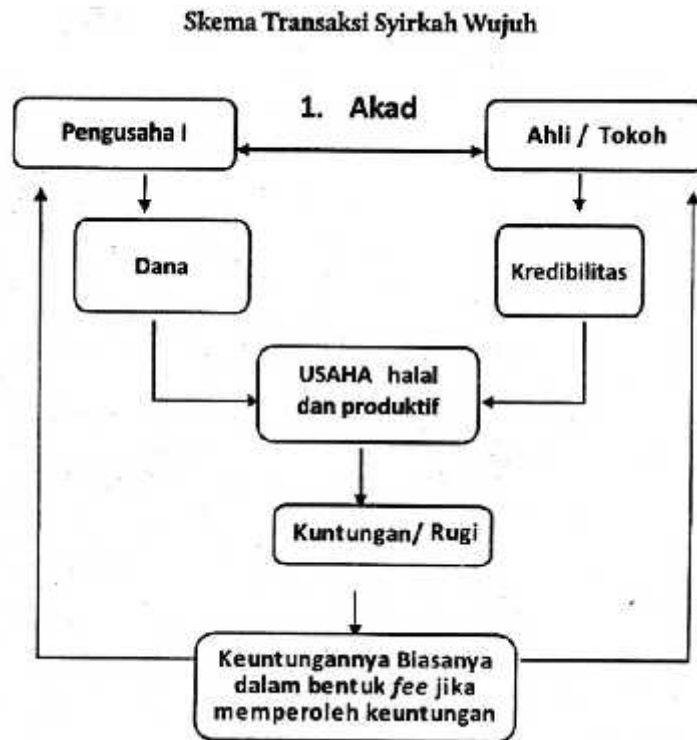 Skema Transaksi Syirkah Wujuh
1. Akad
Pengusaha I
Ahli / Tokoh
Dana
Kredibilitas
USAHA halal
dan produktif
Kuntungan/ Rugi
Keuntungannya Biasanya
dalam bentuk fee jika
memperoleh keuntungan